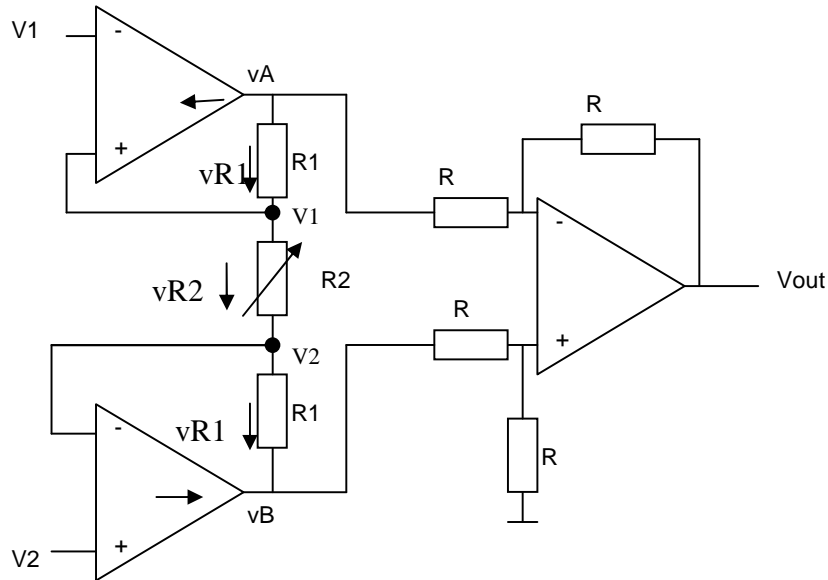 V1
-
vA
+
vR1
R1
V1
vR2
R2
V2
vR1
R1
-
vB
+
V2
R
R
-
R
+
R
Vout